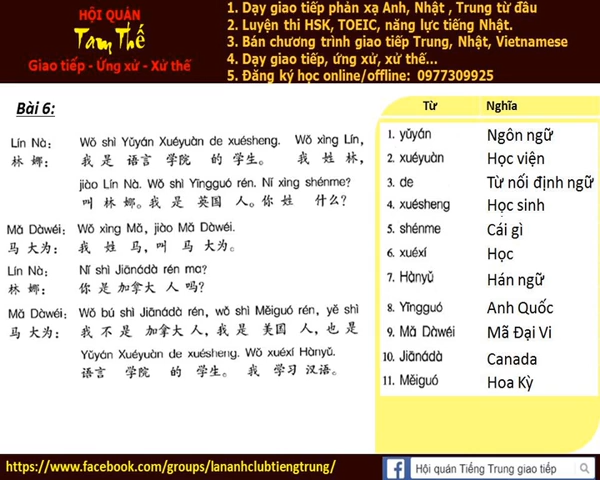 HỘI QUÁN
Tam Thế
Giao tiếp - Ứng xử - Xử thế
1. Dạy giao tiếp phản xạ Anh, Nhật , Trung từ đầu
2. Luyện thi HSK, TOEIC, năng lực tiếng Nhật.
3. Bán chương trình giao tiếp Trung, Nhật, Vietnamese
4. Dạy giao tiếp, ứng xử, xử thế...
5. Đăng ký học online/offline: 0977309925
Bài 6:
Lín Nà: Wǒ shì Yǔyán Xuéyuàn de xuésheng. Wǒ xìng Lín,
林 娜: 我 是 语言 学院 的 学生。 我 姓 林,
jiào Lín Nà. Wǒ shì Yīngguó rén. Nǐ xìng shénme?
叫 林 娜。我 是 英国 人。你 姓 什么?
Mǎ Dàwéi: Wǒ xìng Mǎ, jiào Mǎ Dàwéi.
马 大为: 我 姓 马,叫 马 大为。
Lín Nà: Nǐ shì Jiānádà rén ma?
林 娜: 你 是 加拿大 人 吗?
Mǎ Dàwéi: Wǒ bú shì Jiānádà rén, wǒ shì Měiguó rén, yě shì
马 大为: 我 不 是 加拿大 人,我 是 美国 人,也 是
Yǔyán Xuéyuàn de xuésheng. Wǒ xuéxí Hànyǔ.
语言 学院 的 学生。 我 学习 汉语。
Từ Nghĩa
1. yǔyán Ngôn ngữ
2. xuéyuàn Học viện
3. de Từ nối định ngữ
4. xuésheng Học sinh
5. shénme Cái gì
6. xuéxí Học
7. Hànyǔ Hán ngữ
8. Yīngguó Anh Quốc
9. Mǎ Dàwéi Mã Đại Vi
10. Jiānádà Canada
11. Měiguó Hoa Kỳ
https://www.facebook.com/groups/lananhclubtiengtrung/
f Hội quán Tiếng Trung giao tiếp